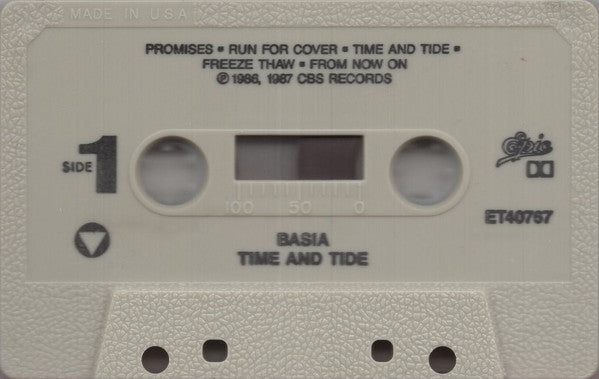 MADE IN U.S.A
PROMISES • RUN FOR COVER • TIME AND TIDE •
FREEZE THAW • FROM NOW ON
℗ 1986, 1987 CBS RECORDS
SIDE 1
Epic
100 50 0
ET40767
BASIA
TIME AND TIDE